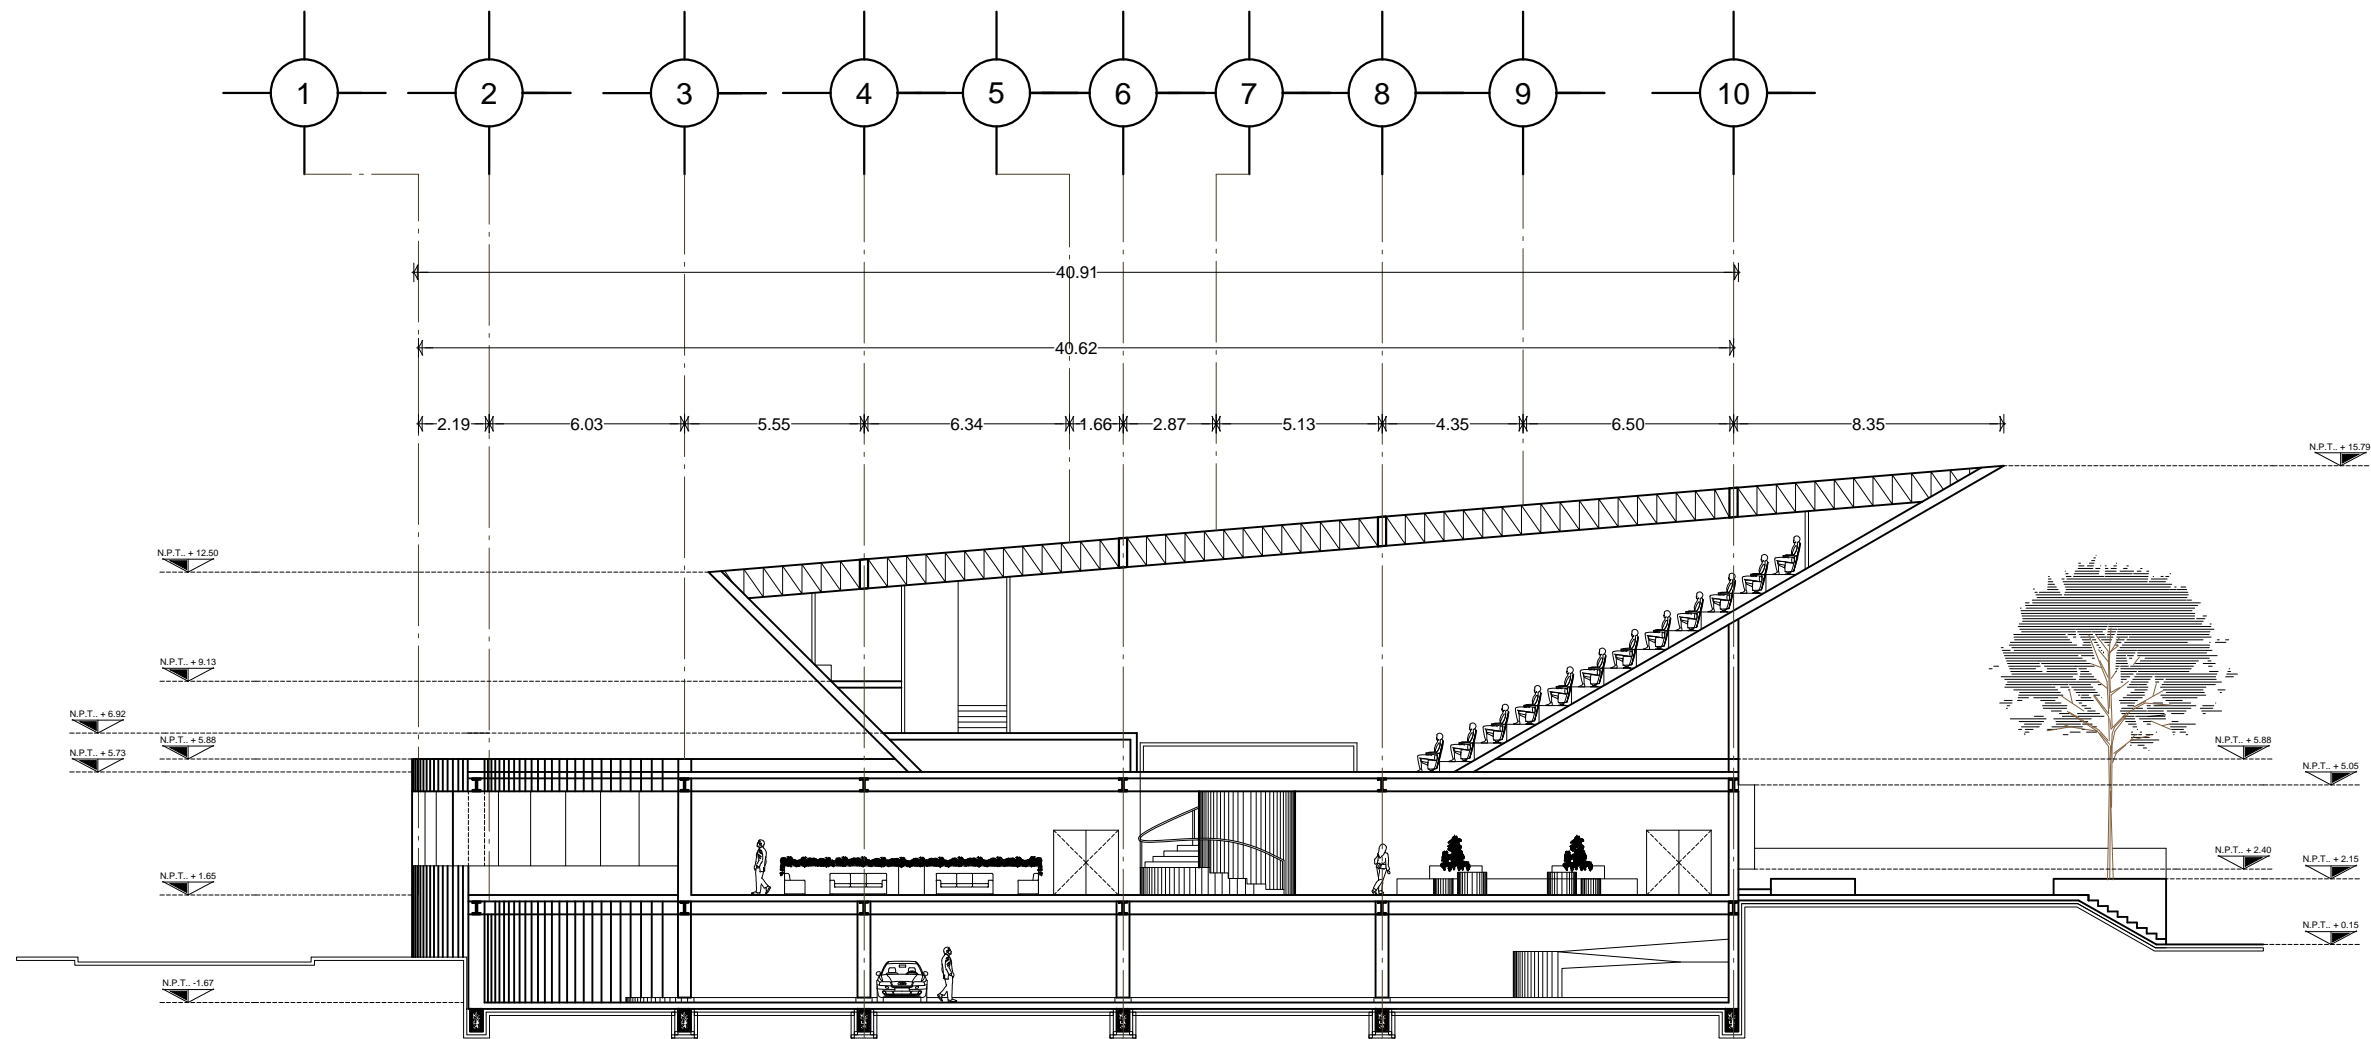 1 2 3 4 5 6 7 8 9 10
40.91
40.62
2.19 6.03 5.55 6.34 1.66 2.87 5.13 4.35 6.50 8.35
N.P.T.. + 15.79
N.P.T.. + 12.50
N.P.T.. + 9.13
N.P.T.. + 6.92
N.P.T.. + 5.88
N.P.T.. + 5.73
N.P.T.. + 5.88
N.P.T.. + 5.05
N.P.T.. + 2.40
N.P.T.. + 2.15
N.P.T.. + 1.65
N.P.T.. + 0.15
N.P.T.. -1.67